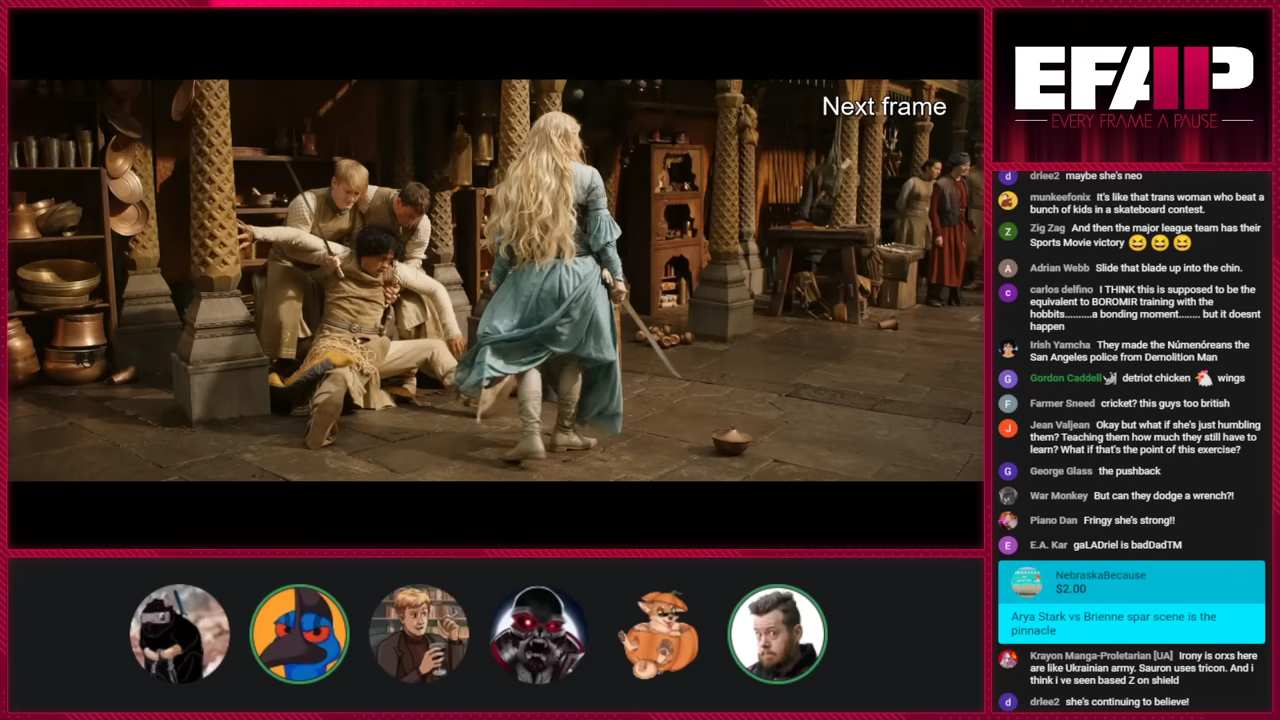 Next frame
EFAP
EVERY FRAME A PAUSE
d drlee2 maybe she's neo
munkeefonix It's like that trans woman who beat a
bunch of kids in a skateboard contest.
Z Zig Zag And then the major league team has their
Sports Movie victory 😆 😆 😆
A Adrian Webb Slide that blade up into the chin.
c carlos delfino I THINK this is supposed to be the
equivalent to BOROMIR training with the
hobbits..........a bonding moment........ but it doesnt
happen
Irish Yamcha They made the Númenóreans the
San Angeles police from Demolition Man
G Gordon Caddell detriot chicken 🐔 wings
F Farmer Sneed cricket? this guys too british
J Jean Valjean Okay but what if she's just humbling
them? Teaching them how much they still have to
learn? What if that's the point of this exercise?
G George Glass the pushback
War Monkey But can they dodge a wrench?!
Piano Dan Fringy she's strong!!
E E.A. Kar gaLADriel is badDadTM
NebraskaBecause
$2.00
Arya Stark vs Brienne spar scene is the
pinnacle
Krayon Manga-Proletarian [UA] Irony is orxs here
are like Ukrainian army. Sauron uses tricon. And i
think i ve seen based Z on shield
d drlee2 she's continuing to believe!